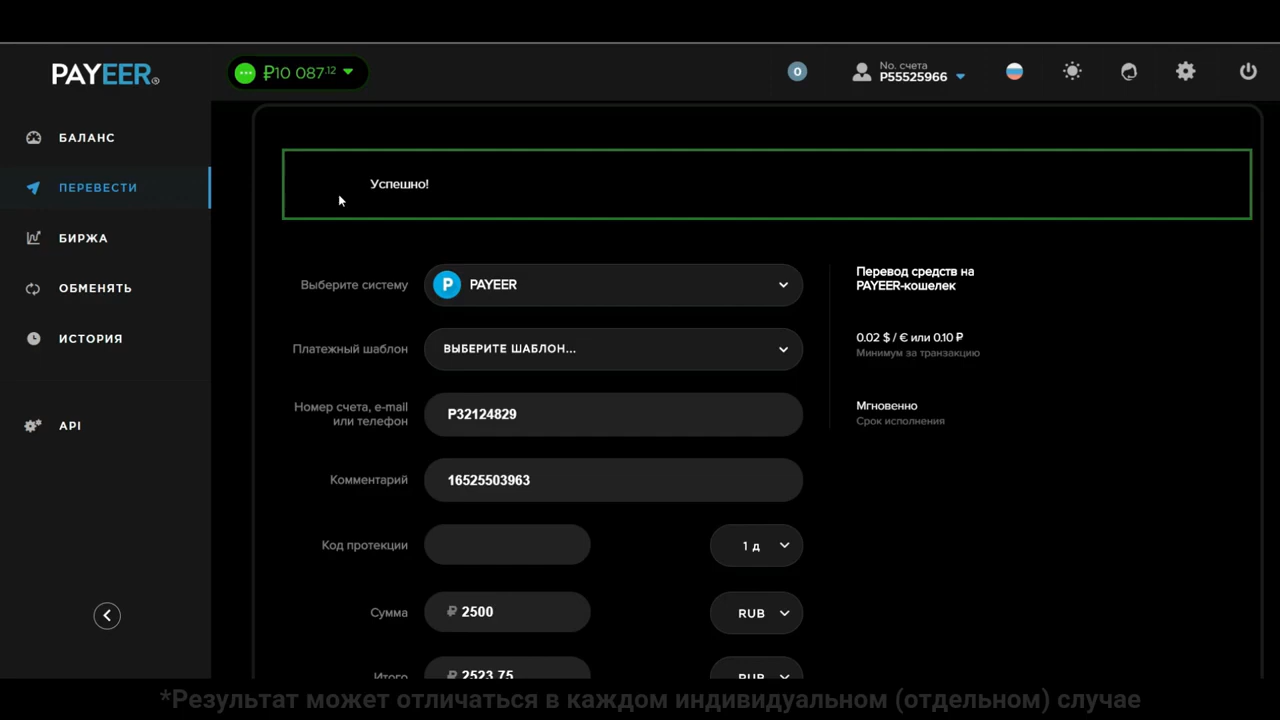 PAYEER®
₽10 087.12
0
No. счета
P55525966
БАЛАНС
ПЕРЕВЕСТИ
БИРЖА
ОБМЕНЯТЬ
ИСТОРИЯ
API
Успешно!
Выберите систему
P PAYEER
Платежный шаблон
ВЫБЕРИТЕ ШАБЛОН...
Номер счета, e-mail
или телефон
P32124829
Комментарий
16525503963
Код протекции
1 д
Сумма
₽ 2500
RUB
Итого
₽ 2523.75
RUB
Перевод средств на
PAYEER-кошелек
0.02 $ / € или 0.10 ₽
Минимум за транзакцию
Мгновенно
Срок исполнения
*Результат может отличаться в каждом индивидуальном (отдельном) случае